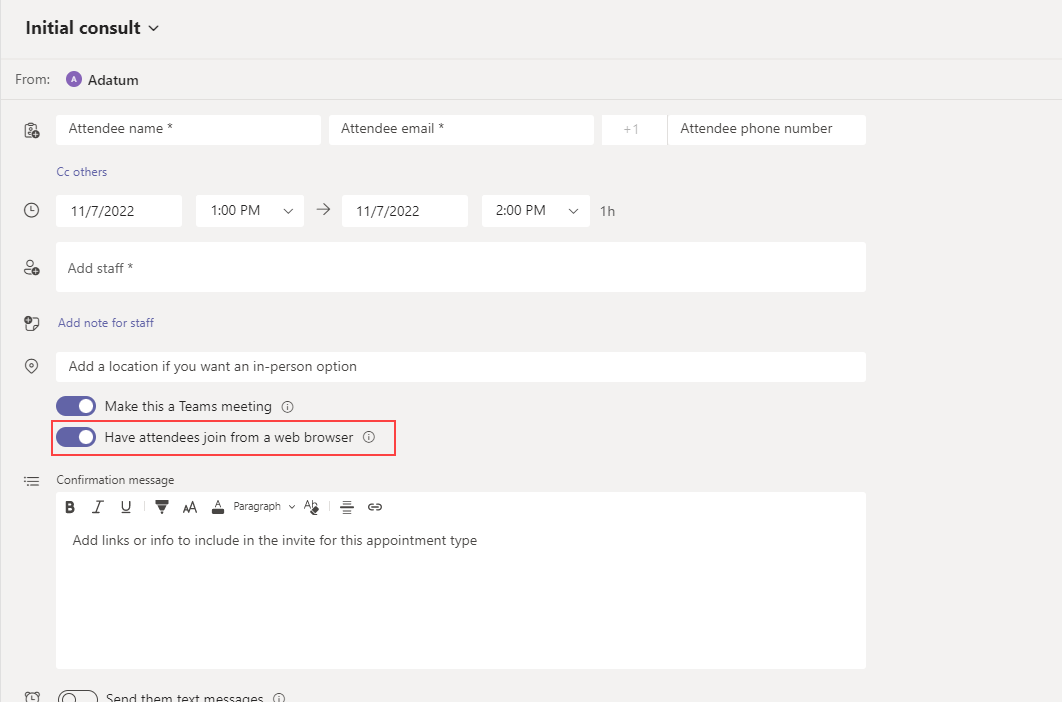 Initial consult
From: A Adatum
Attendee name * Attendee email * +1 Attendee phone number
Cc others
11/7/2022 1:00 PM 11/7/2022 2:00 PM 1h
Add staff *
Add note for staff
Add a location if you want an in-person option
Make this a Teams meeting
Have attendees join from a web browser
Confirmation message
B I U AA A Paragraph Ab
Add links or info to include in the invite for this appointment type
Send them text messages